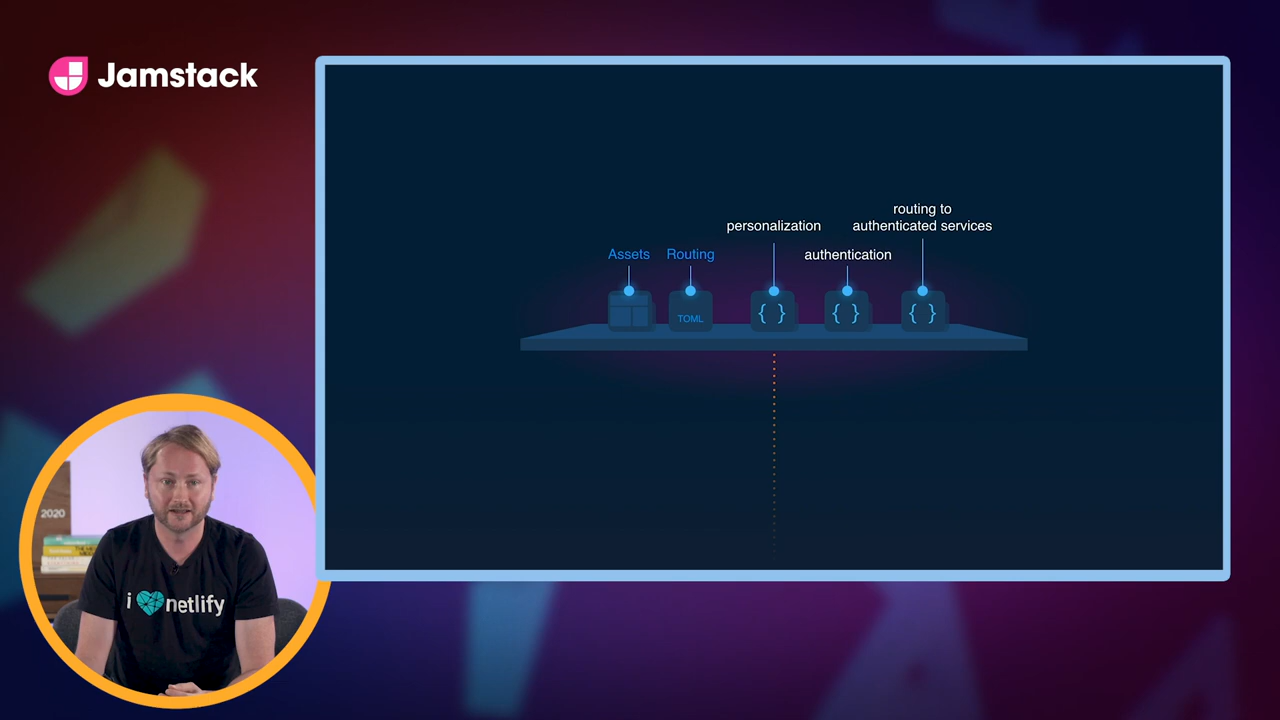 Jamstack
routing to
authenticated services
personalization
authentication
Assets
Routing
TOML
{ }
{ }
{ }
2020
i netlify